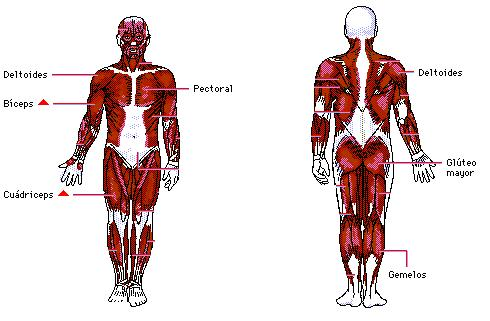 Deltoides
Bíceps
Pectoral
Cuádriceps
Deltoides
Glúteo
mayor
Gemelos